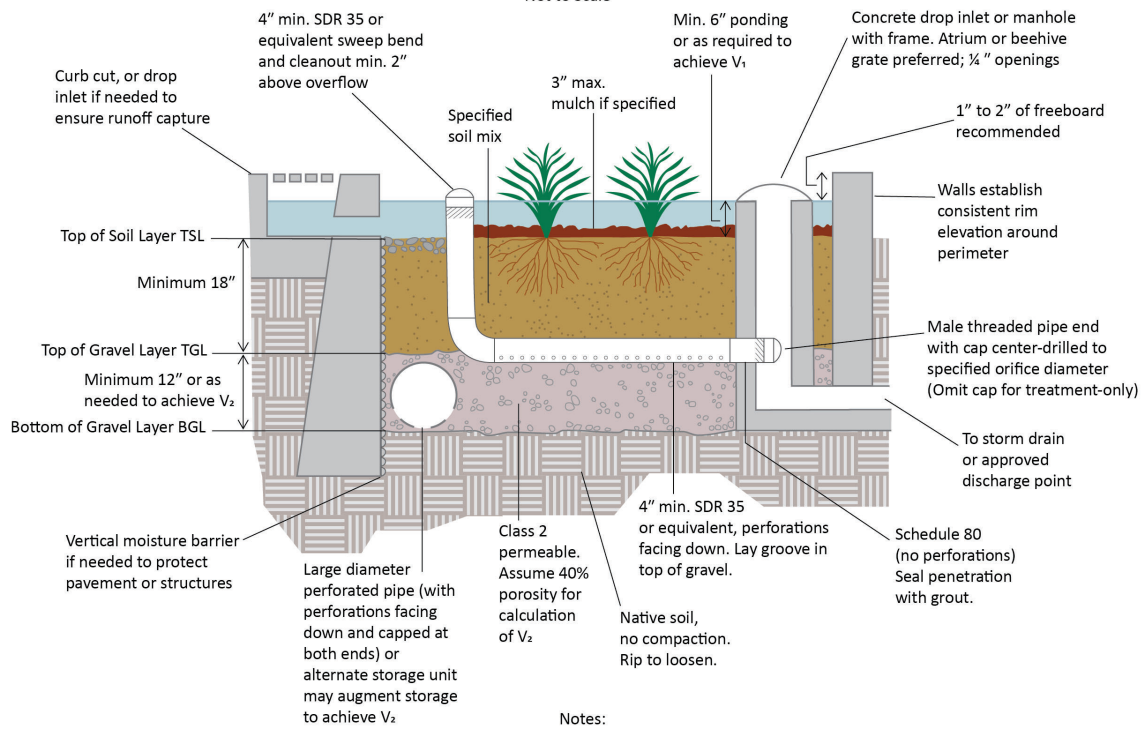 4” min. SDR 35 or
equivalent sweep bend
and cleanout min. 2”
above overflow
Min. 6” ponding
or as required to
achieve V₁
Concrete drop inlet or manhole
with frame. Atrium or beehive
grate preferred; ¼ ” openings
Curb cut, or drop
inlet if needed to
ensure runoff capture
3” max.
mulch if specified
Specified
soil mix
1” to 2” of freeboard
recommended
Walls establish
consistent rim
elevation around
perimeter
Top of Soil Layer TSL
Minimum 18”
Top of Gravel Layer TGL
Minimum 12” or as
needed to achieve V₂
Bottom of Gravel Layer BGL
Male threaded pipe end
with cap center-drilled to
specified orifice diameter
(Omit cap for treatment-only)
To storm drain
or approved
discharge point
Vertical moisture barrier
if needed to protect
pavement or structures
Large diameter
perforated pipe (with
perforations facing
down and capped at
both ends) or
alternate storage unit
may augment storage
to achieve V₂
Class 2
permeable.
Assume 40%
porosity for
calculation
of V₂
Native soil,
no compaction.
Rip to loosen.
4” min. SDR 35
or equivalent, perforations
facing down. Lay groove in
top of gravel.
Schedule 80
(no perforations)
Seal penetration
with grout.
Notes: